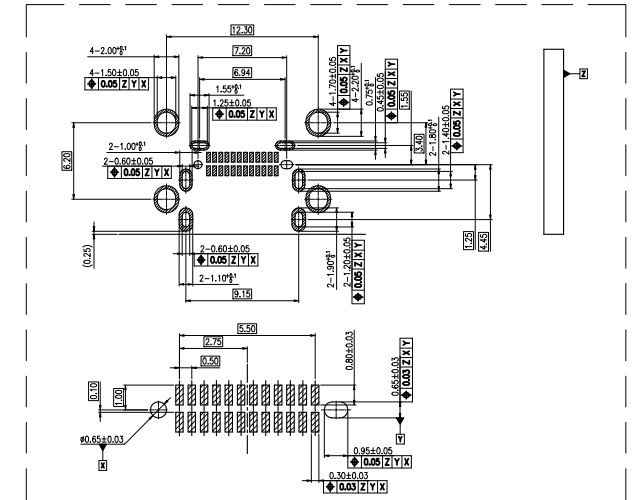 12.30
7.20
6.94
4-2.00+0.1 0
4-1.50±0.05
⌖ 0.05 Z Y X
1.55+0.1 0
1.25±0.05
⌖ 0.05 Z Y X
4-1.70±0.05
⌖ 0.05 Z X Y
4-2.20+0.1 0
0.75+0.1 0
0.45±0.05
⌖ 0.05 Z X Y
1.55
3.40
2-1.80+0.1 0
2-1.40±0.05
⌖ 0.05 Z X Y
Z
6.20
2-1.00+0.1 0
2-0.60±0.05
⌖ 0.05 Z Y X
(0.25)
2-0.60±0.05
⌖ 0.05 Z Y X
2-1.10+0.1 0
9.15
2-1.90+0.1 0
2-1.20±0.05
⌖ 0.05 Z X Y
1.25
4.45
5.50
2.75
0.50
0.10
1.00
0.80±0.03
0.65±0.03
⌖ 0.03 Z X Y
Y
ø0.65±0.03
X
0.95±0.05
⌖ 0.05 Z Y X
0.30±0.03
⌖ 0.03 Z Y X